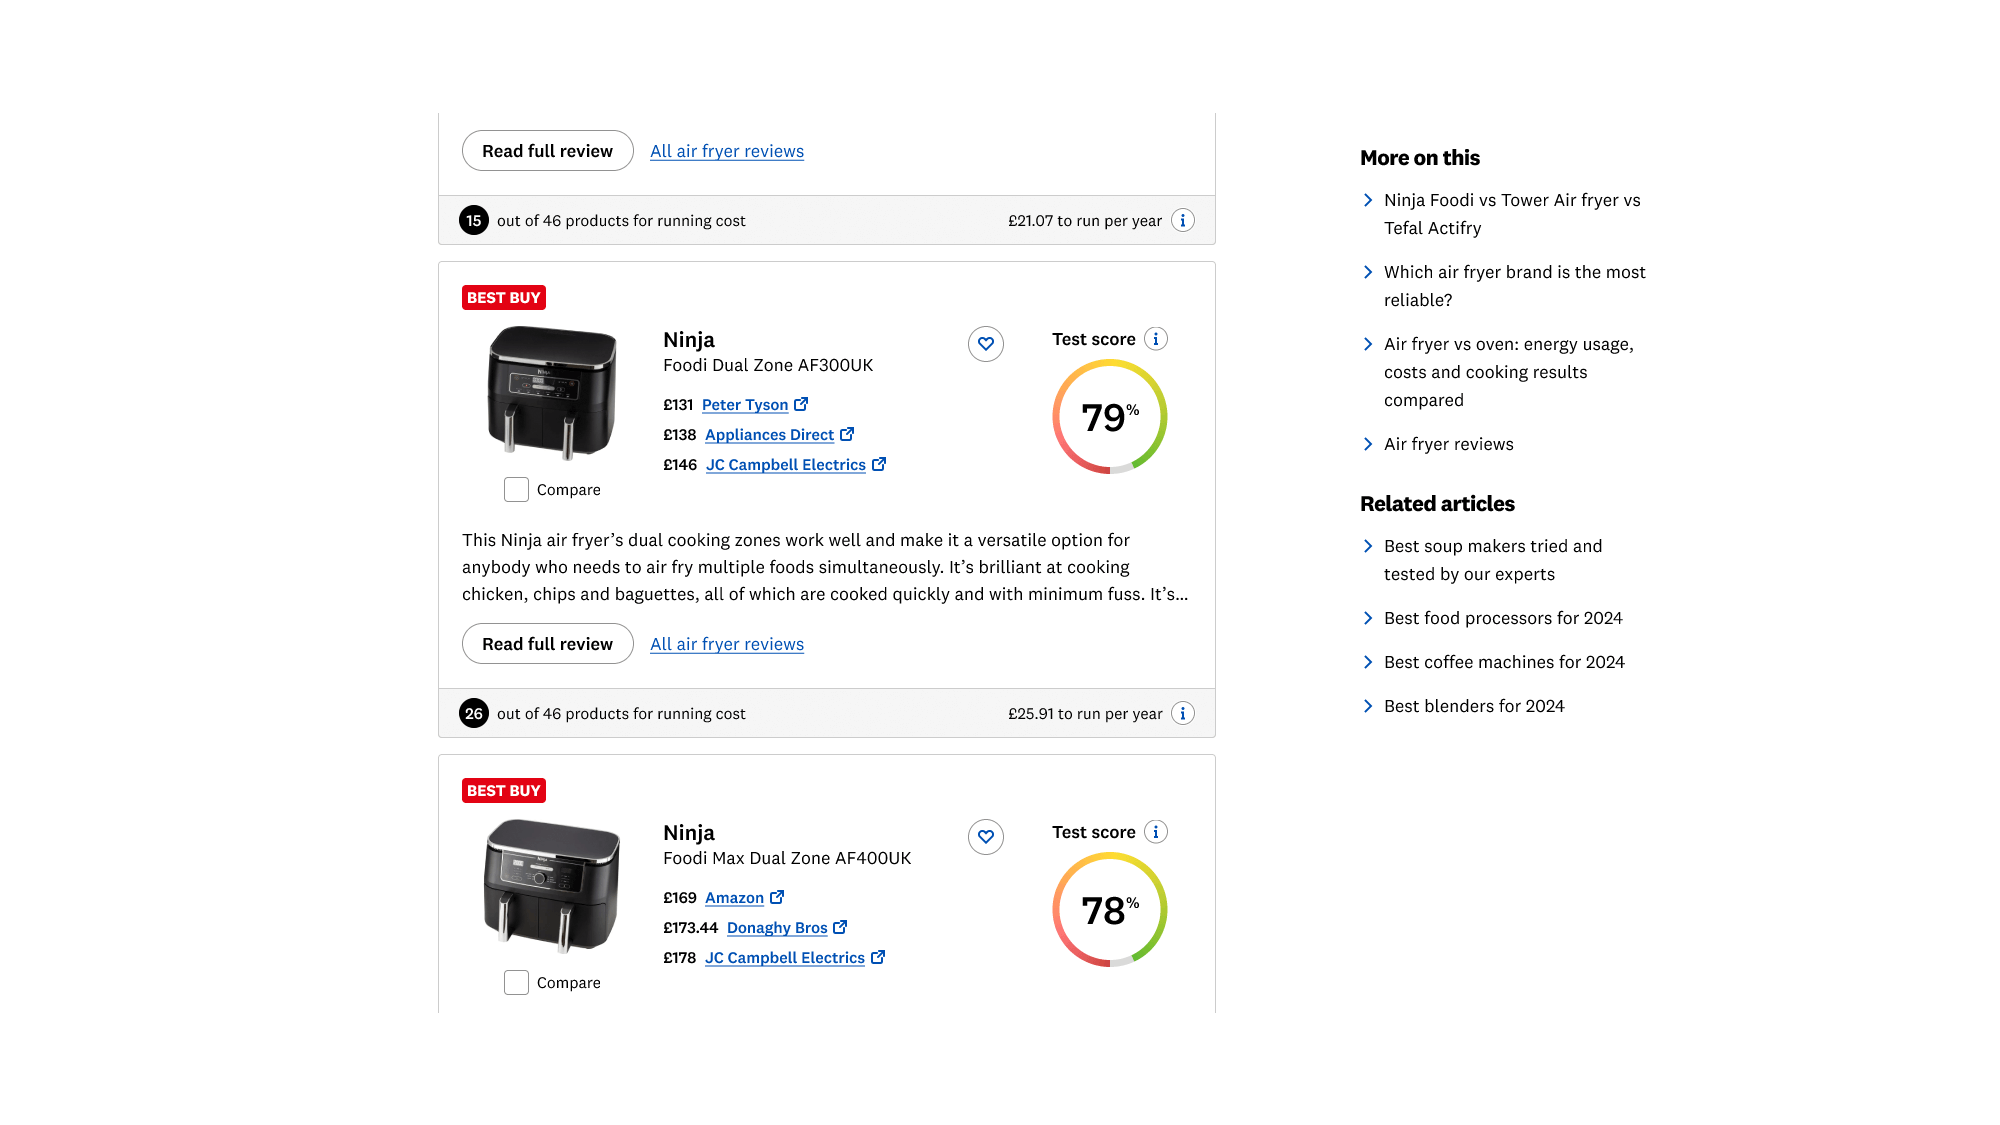 Read full review All air fryer reviews
15 out of 46 products for running cost £21.07 to run per year i
BEST BUY
Ninja
Foodi Dual Zone AF300UK
£131 Peter Tyson
£138 Appliances Direct
£146 JC Campbell Electrics
Compare
Test score i
79%
This Ninja air fryer’s dual cooking zones work well and make it a versatile option for
anybody who needs to air fry multiple foods simultaneously. It’s brilliant at cooking
chicken, chips and baguettes, all of which are cooked quickly and with minimum fuss. It’s...
Read full review All air fryer reviews
26 out of 46 products for running cost £25.91 to run per year i
BEST BUY
Ninja
Foodi Max Dual Zone AF400UK
£169 Amazon
£173.44 Donaghy Bros
£178 JC Campbell Electrics
Compare
Test score i
78%
More on this
Ninja Foodi vs Tower Air fryer vs
Tefal Actifry
Which air fryer brand is the most
reliable?
Air fryer vs oven: energy usage,
costs and cooking results
compared
Air fryer reviews
Related articles
Best soup makers tried and
tested by our experts
Best food processors for 2024
Best coffee machines for 2024
Best blenders for 2024